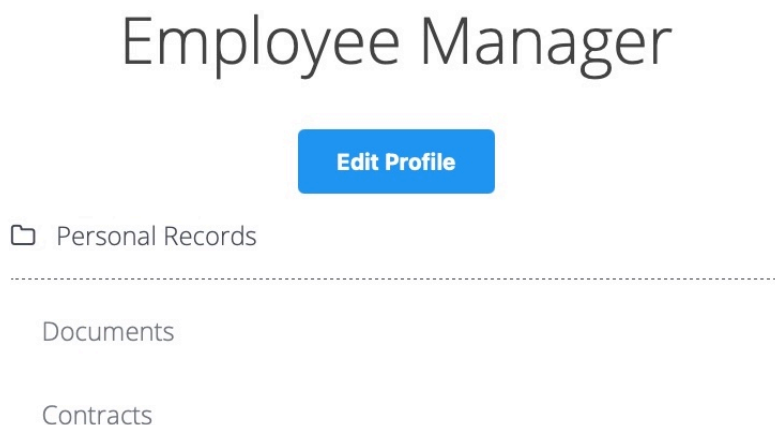 Employee Manager
Edit Profile
Personal Records
Documents
Contracts